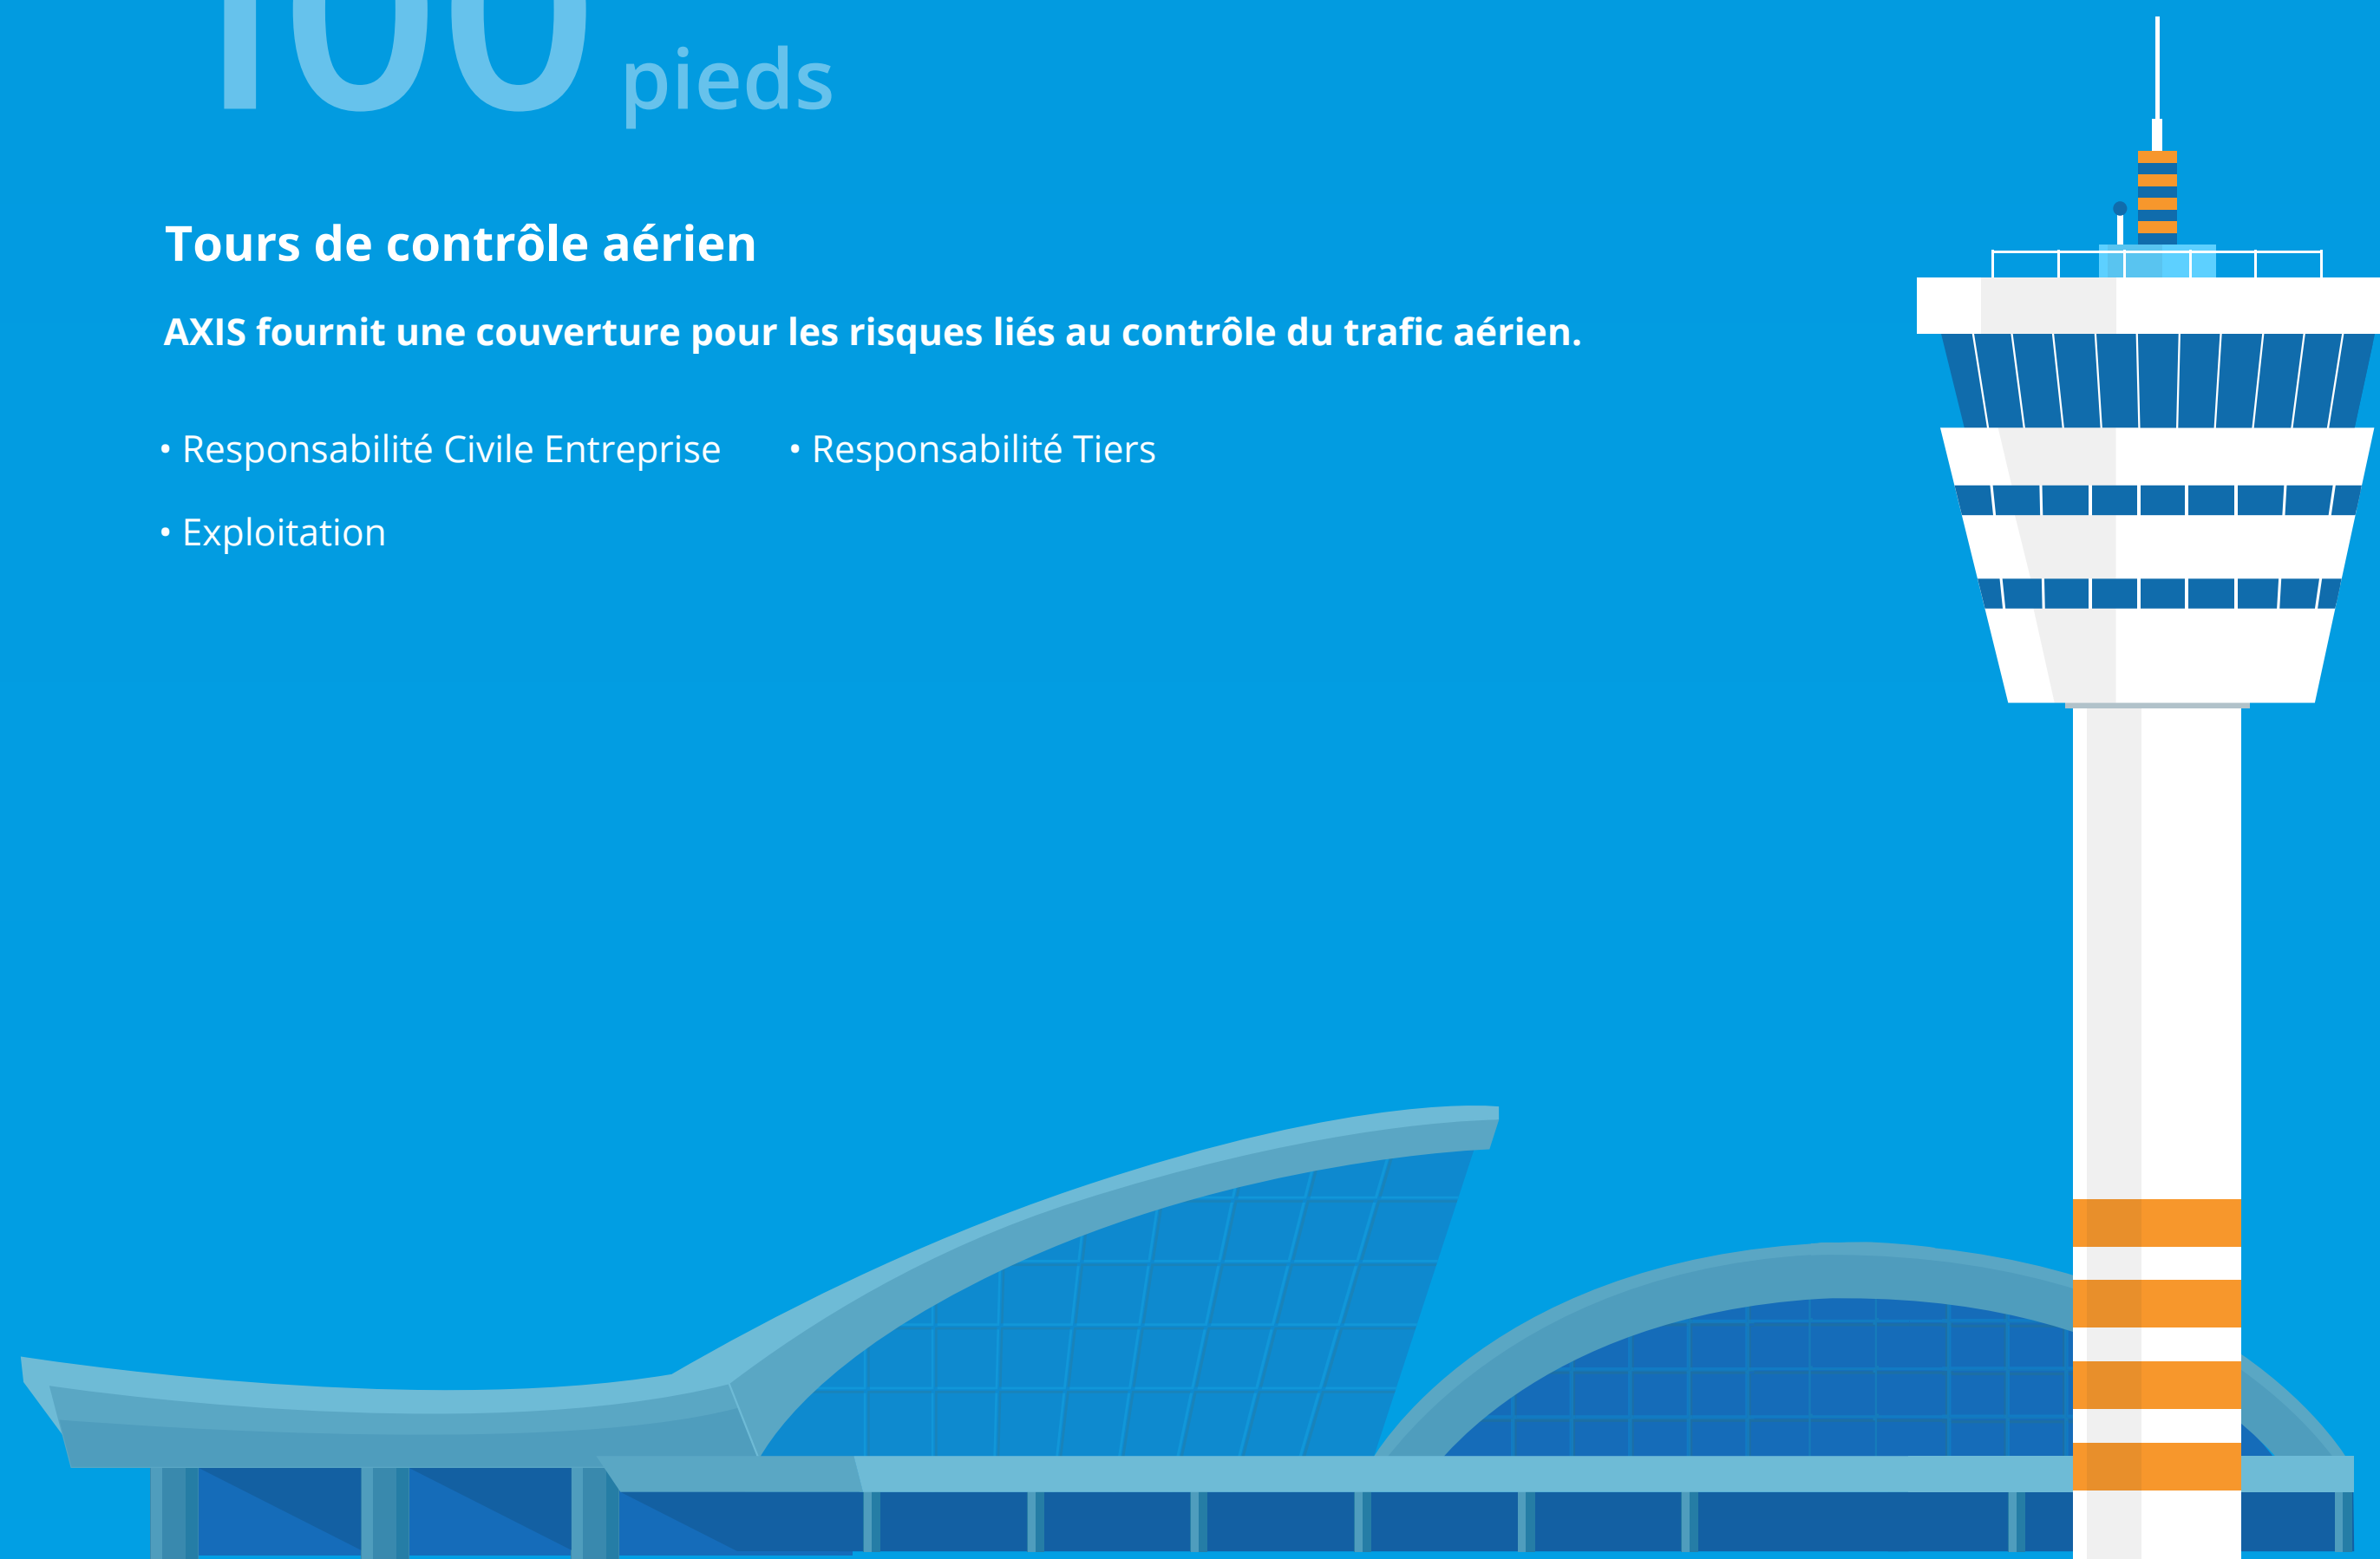 100 pieds
Tours de contrôle aérien
AXIS fournit une couverture pour les risques liés au contrôle du trafic aérien.
• Responsabilité Civile Entreprise • Responsabilité Tiers
• Exploitation